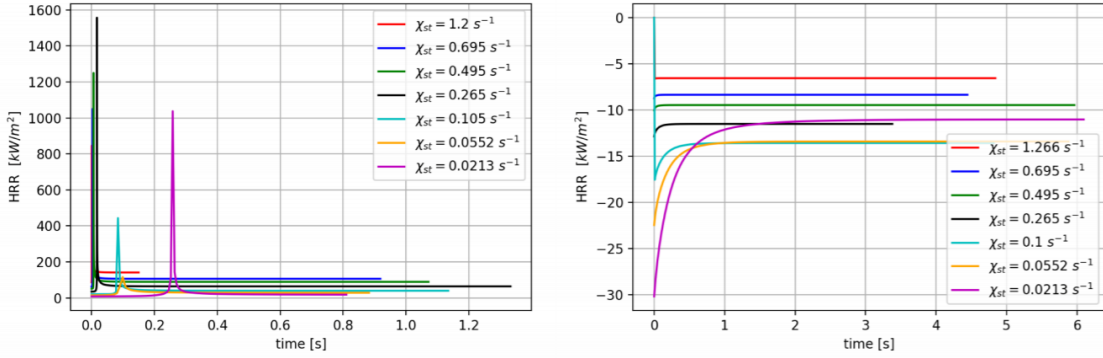 1600
1400
1200
1000
800
600
400
200
0
HRR [kW/m²]
0.0 0.2 0.4 0.6 0.8 1.0 1.2
time [s]
χst = 1.2 s⁻¹
χst = 0.695 s⁻¹
χst = 0.495 s⁻¹
χst = 0.265 s⁻¹
χst = 0.105 s⁻¹
χst = 0.0552 s⁻¹
χst = 0.0213 s⁻¹
0
−5
−10
−15
−20
−25
−30
HRR [kW/m²]
0 1 2 3 4 5 6
time [s]
χst = 1.266 s⁻¹
χst = 0.695 s⁻¹
χst = 0.495 s⁻¹
χst = 0.265 s⁻¹
χst = 0.1 s⁻¹
χst = 0.0552 s⁻¹
χst = 0.0213 s⁻¹